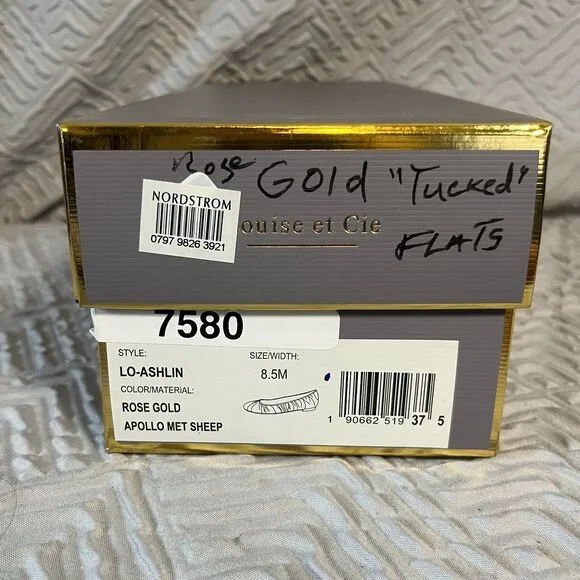 Rose Gold "Tucked"
FLATS
NORDSTROM
0797 9826 3921
ouise et Cie
7580
STYLE: SIZE/WIDTH:
LO-ASHLIN 8.5M
COLOR/MATERIAL:
ROSE GOLD
APOLLO MET SHEEP
1 90662 519 37 5